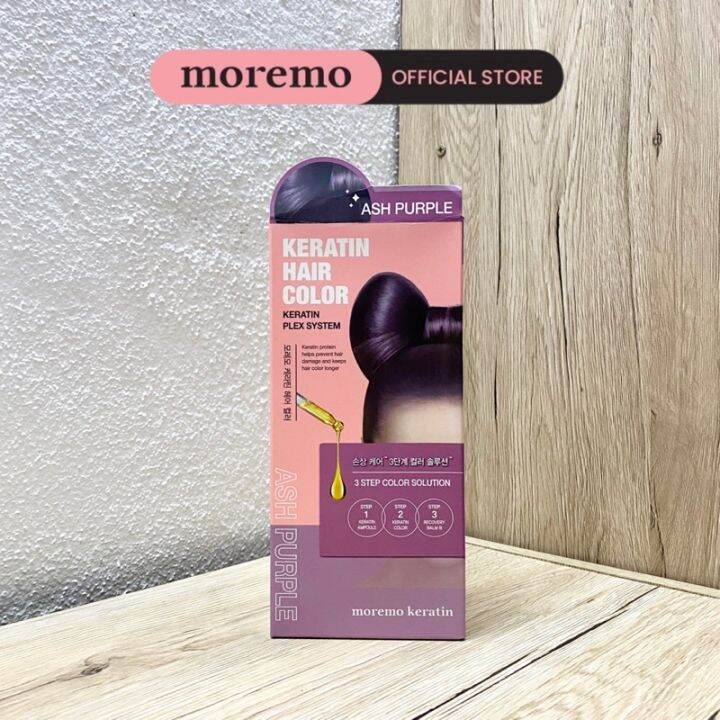 moremo OFFICIAL STORE
ASH PURPLE
KERATIN
HAIR
COLOR
KERATIN
PLEX SYSTEM
Keratin protein
helps prevent hair
damage and keeps
hair color longer
모레모 케라틴 헤어 컬러
손상 케어 "3단계 컬러 솔루션"
3 STEP COLOR SOLUTION
STEP
1
KERATIN
AMPOULE
STEP
2
KERATIN
COLOR
STEP
3
RECOVERY
BALM B
ASH PURPLE
moremo keratin